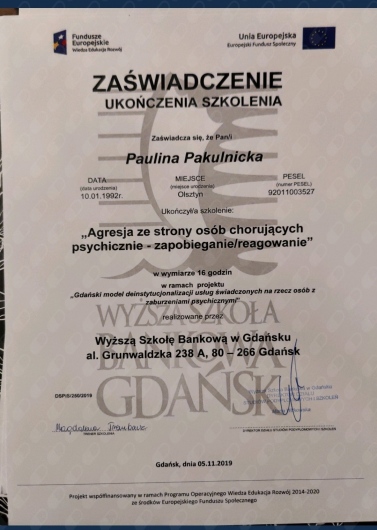 Fundusze
Europejskie
Wiedza Edukacja Rozwój
Unia Europejska
Europejski Fundusz Społeczny
ZAŚWIADCZENIE
UKOŃCZENIA SZKOLENIA
Zaświadcza się, że Pan/i
Paulina Pakulnicka
DATA
(data urodzenia)
10.01.1992r.
MIEJSCE
(miejsce urodzenia)
Olsztyn
PESEL
(numer PESEL)
92011003527
Ukończył/a szkolenie:
„Agresja ze strony osób chorujących
psychicznie - zapobieganie/reagowanie"
w wymiarze 16 godzin
w ramach projektu
„Gdański model deinstytucjonalizacji usług świadczonych na rzecz osób z
zaburzeniami psychicznymi"
WYŻSZA SZKOŁA
realizowane przez
BANKOWA
Wyższą Szkołę Bankową w Gdańsku
al. Grunwaldzka 238 A, 80 – 266 Gdańsk
GDAŃSK
Gdańsk, dnia 05.11.2019
Projekt współfinansowany w ramach Programu Operacyjnego Wiedza Edukacja Rozwój 2014-2020
ze środków Europejskiego Funduszu Społecznego